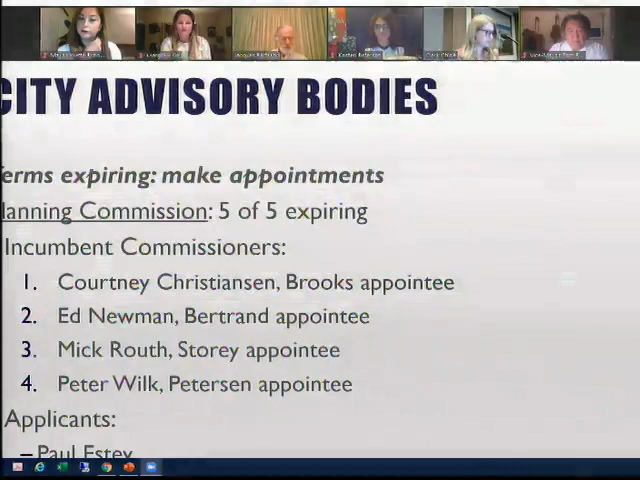 CITY ADVISORY BODIES
erms expiring: make appointments
lanning Commission: 5 of 5 expiring
Incumbent Commissioners:
1. Courtney Christiansen, Brooks appointee
2. Ed Newman, Bertrand appointee
3. Mick Routh, Storey appointee
4. Peter Wilk, Petersen appointee
Applicants:
– Paul Estey